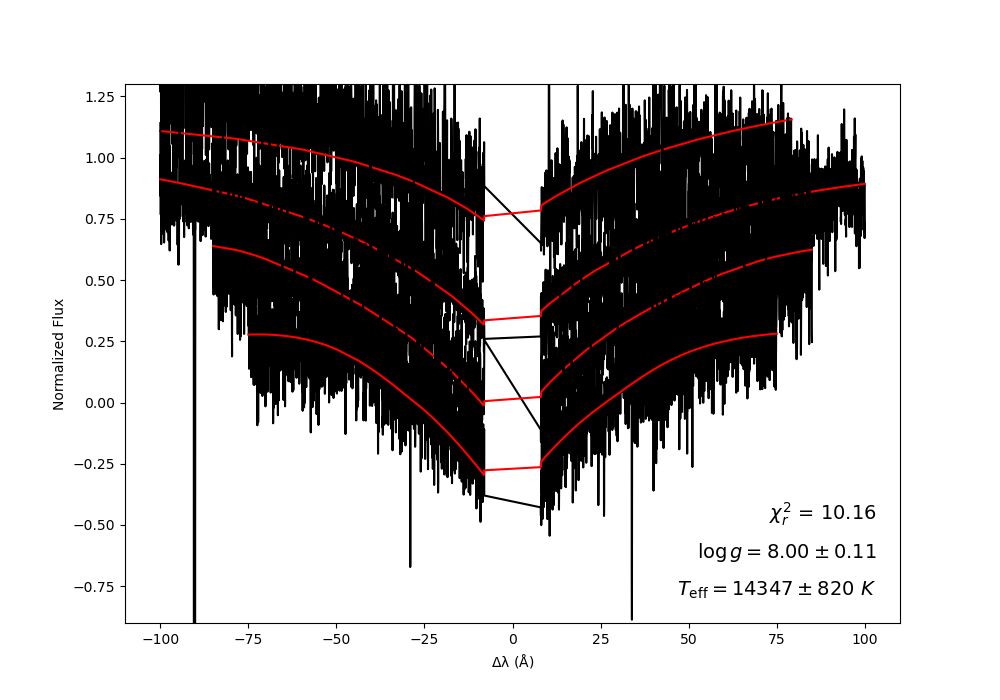 Normalized Flux
1.25
1.00
0.75
0.50
0.25
0.00
−0.25
−0.50
−0.75
χ²ᵣ = 10.16
log g = 8.00 ± 0.11
T_eff = 14347 ± 820 K
−100 −75 −50 −25 0 25 50 75 100
Δλ (Å)